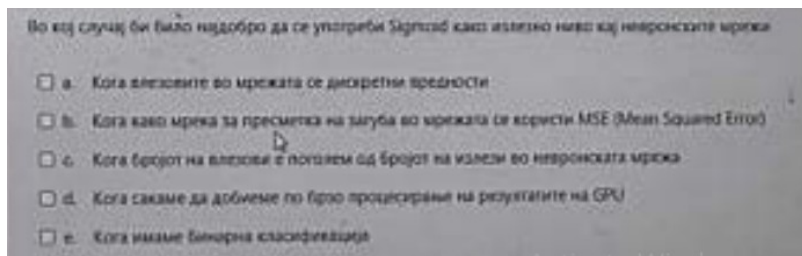 Во кој случај би било најдобро да се употреби Sigmoid како излезно ниво кај невронските мрежи
a. Кога влезовите во мрежата се дискретни вредности
b. Кога како мрежа за пресметка на загуба во мрежата се користи MSE (Mean Squared Error)
c. Кога бројот на влезови е поголем од бројот на излези во невронската мрежа
d. Кога сакаме да добиеме по брзо процесирање на резултатите на GPU
e. Кога имаме бинарна класификација